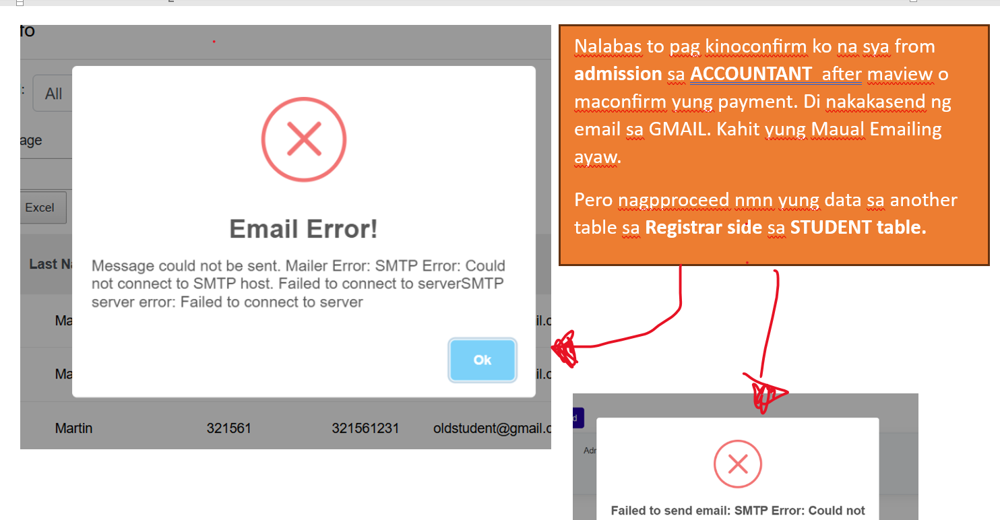 fo
Nalabas to pag kinoconfirm ko na sya from
admission sa ACCOUNTANT after maview o
maconfirm yung payment. Di nakakasend ng
email sa GMAIL. Kahit yung Maual Emailing
ayaw.
Pero nagpproceed nmn yung data sa another
table sa Registrar side sa STUDENT table.
: All
age
Excel
Email Error!
Message could not be sent. Mailer Error: SMTP Error: Could
not connect to SMTP host. Failed to connect to serverSMTP
server error: Failed to connect to server
Ok
Last Na
Ma il.c
Ma il.c
Martin 321561 321561231 oldstudent@gmail.c
d
Adr
Failed to send email: SMTP Error: Could not